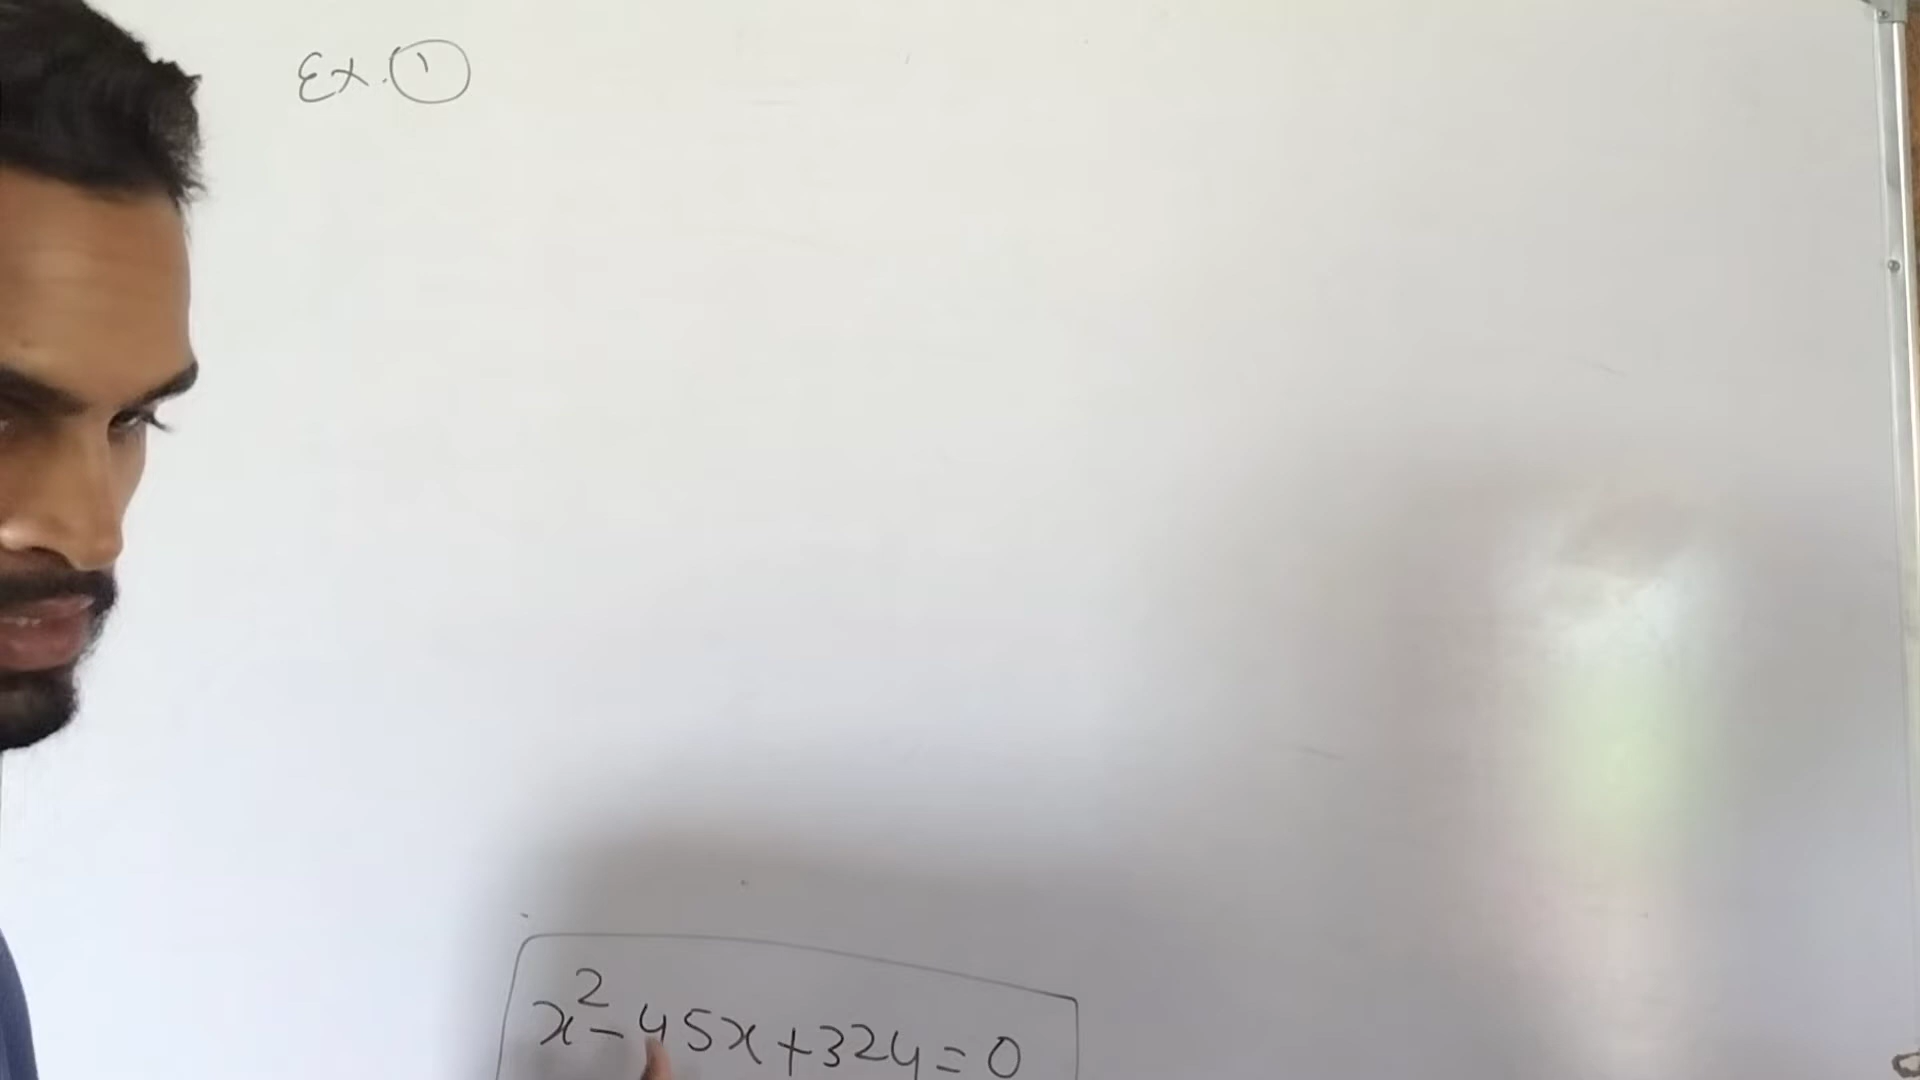 Ex. ①
x² - 45x + 324 = 0